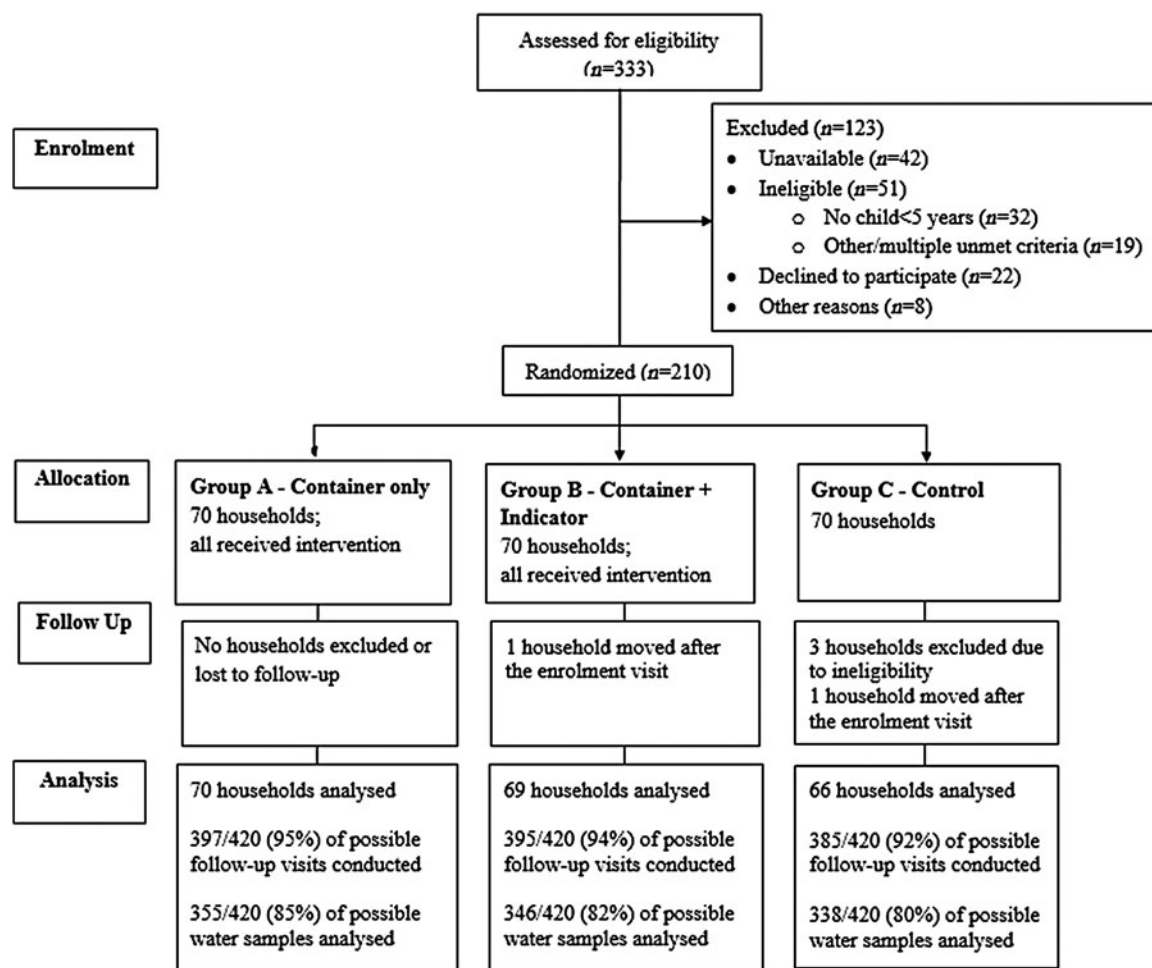 Assessed for eligibility
(n=333)
Enrolment
Excluded (n=123)
• Unavailable (n=42)
• Ineligible (n=51)
o No child<5 years (n=32)
o Other/multiple unmet criteria (n=19)
• Declined to participate (n=22)
• Other reasons (n=8)
Randomized (n=210)
Allocation
Group A - Container only
70 households;
all received intervention
Group B - Container +
Indicator
70 households;
all received intervention
Group C - Control
70 households
Follow Up
No households excluded or
lost to follow-up
1 household moved after
the enrolment visit
3 households excluded due
to ineligibility
1 household moved after
the enrolment visit
Analysis
70 households analysed
397/420 (95%) of possible
follow-up visits conducted
355/420 (85%) of possible
water samples analysed
69 households analysed
395/420 (94%) of possible
follow-up visits conducted
346/420 (82%) of possible
water samples analysed
66 households analysed
385/420 (92%) of possible
follow-up visits conducted
338/420 (80%) of possible
water samples analysed